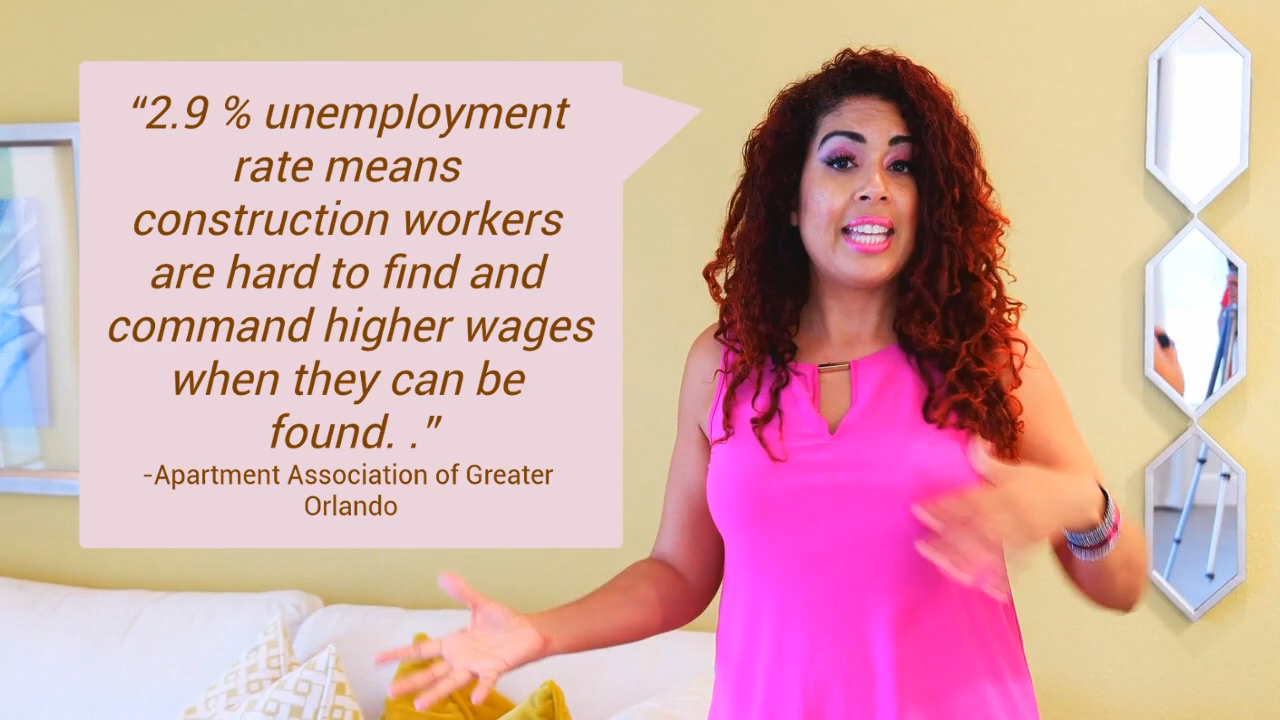 “2.9 % unemployment
rate means
construction workers
are hard to find and
command higher wages
when they can be
found. .”
-Apartment Association of Greater
Orlando